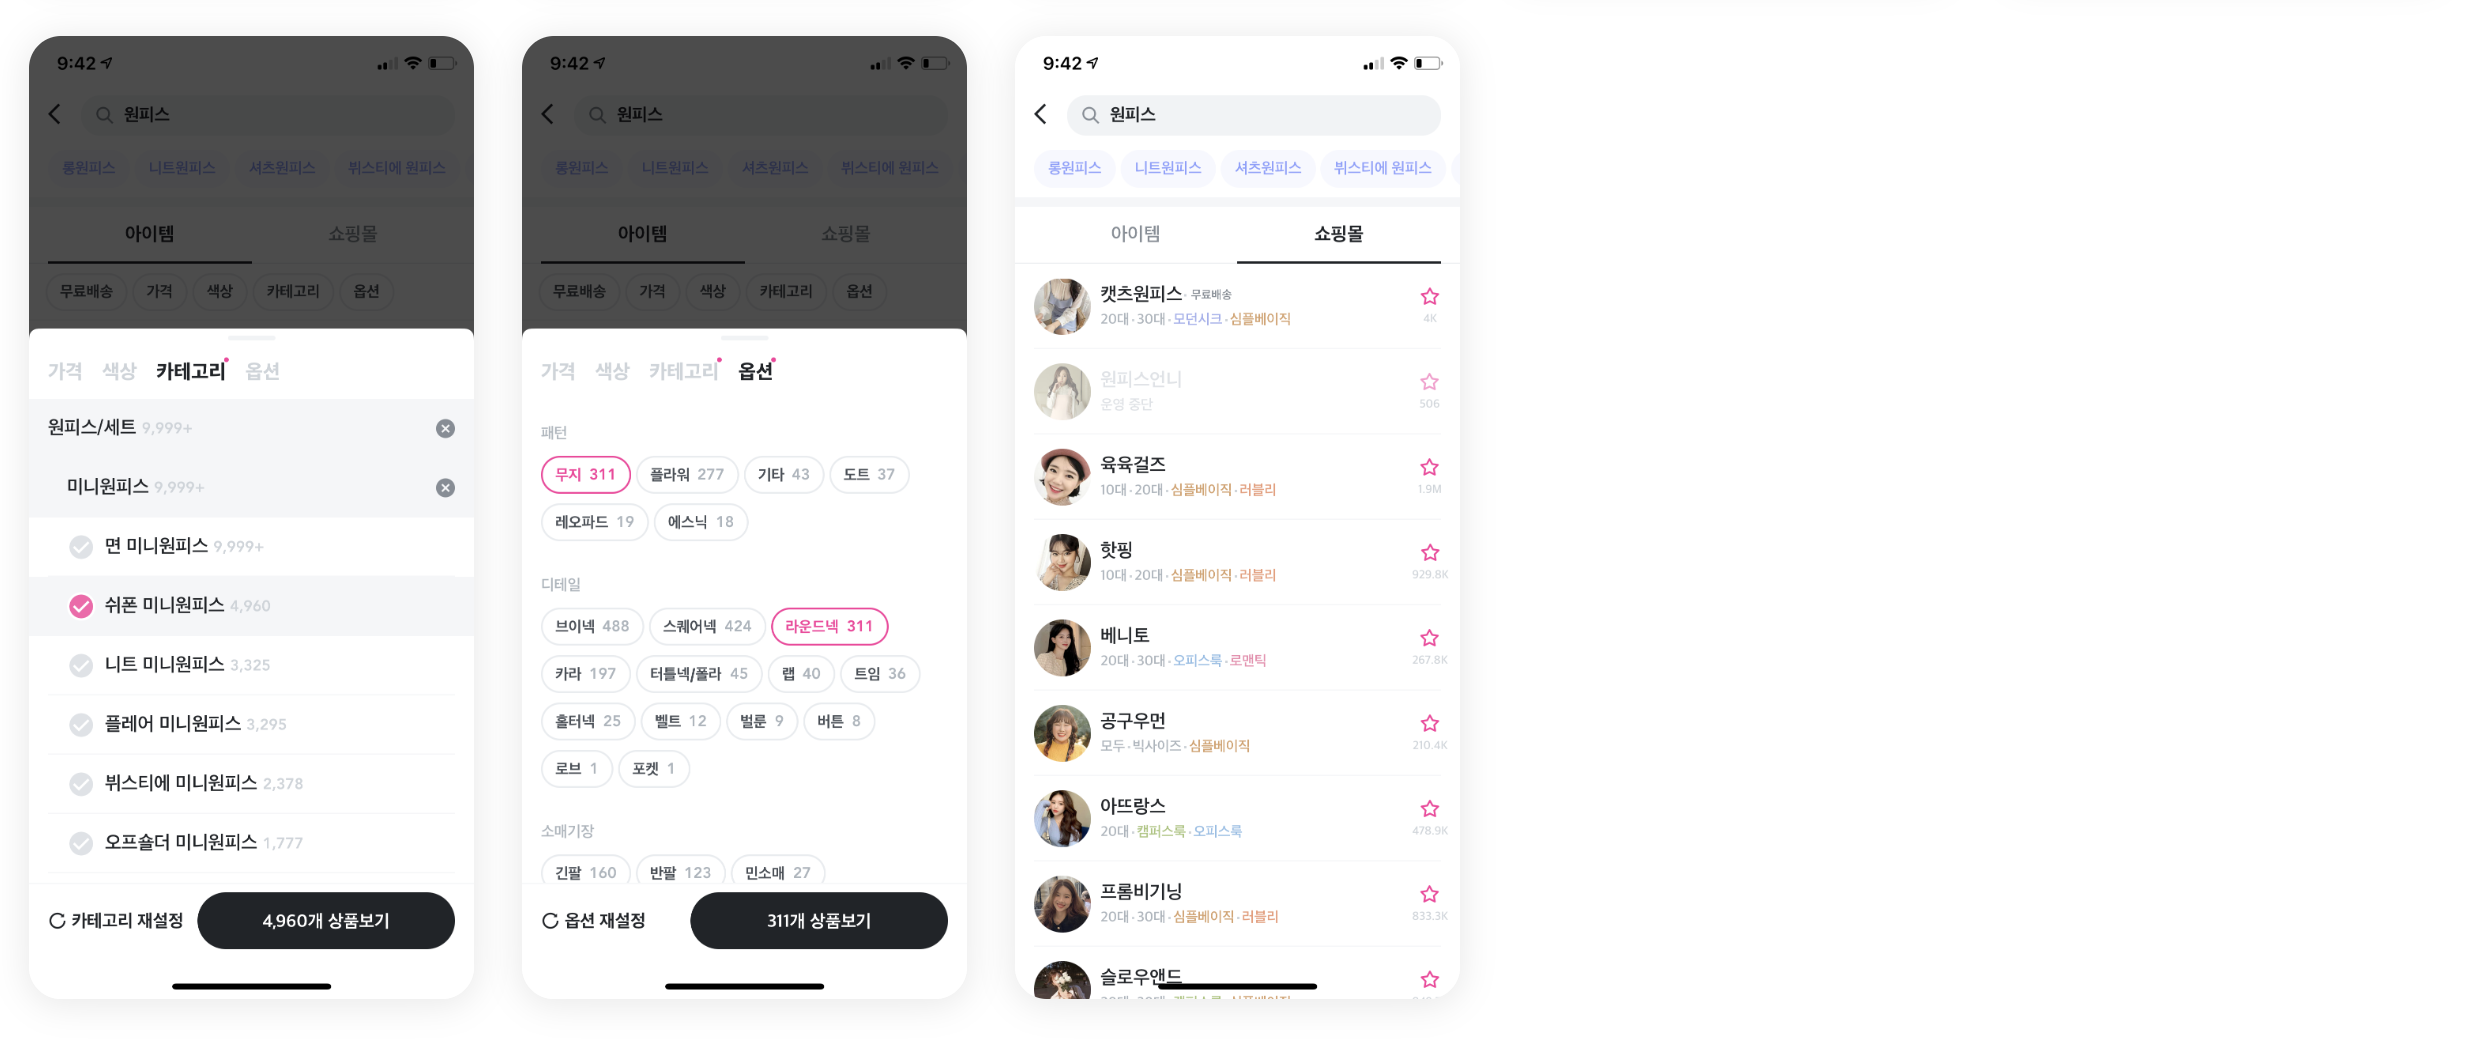 9:42
원피스
롱원피스 니트원피스 셔츠원피스 뷔스티에 원피스
아이템 쇼핑몰
무료배송 가격 색상 카테고리 옵션
가격 색상 카테고리 옵션
원피스/세트 9,999+
미니원피스 9,999+
면 미니원피스 9,999+
쉬폰 미니원피스 4,960
니트 미니원피스 3,325
플레어 미니원피스 3,295
뷔스티에 미니원피스 2,378
오프숄더 미니원피스 1,777
카테고리 재설정 4,960개 상품보기
9:42
원피스
롱원피스 니트원피스 셔츠원피스 뷔스티에 원피스
아이템 쇼핑몰
무료배송 가격 색상 카테고리 옵션
가격 색상 카테고리 옵션
패턴
무지 311 플라워 277 기타 43 도트 37
레오파드 19 에스닉 18
디테일
브이넥 488 스퀘어넥 424 라운드넥 311
카라 197 터틀넥/폴라 45 랩 40 트임 36
홀터넥 25 벨트 12 벌룬 9 버튼 8
로브 1 포켓 1
소매기장
긴팔 160 반팔 123 민소매 27
옵션 재설정 311개 상품보기
9:42
원피스
롱원피스 니트원피스 셔츠원피스 뷔스티에 원피스
아이템 쇼핑몰
캣츠원피스 · 무료배송
20대 · 30대 · 모던시크 · 심플베이직 4K
원피스언니
운영 중단 506
육육걸즈
10대 · 20대 · 심플베이직 · 러블리 1.9M
핫핑
10대 · 20대 · 심플베이직 · 러블리 929.8K
베니토
20대 · 30대 · 오피스룩 · 로맨틱 267.8K
공구우먼
모두 · 빅사이즈 · 심플베이직 210.4K
아뜨랑스
20대 · 캠퍼스룩 · 오피스룩 478.9K
프롬비기닝
20대 · 30대 · 심플베이직 · 러블리 833.3K
슬로우앤드